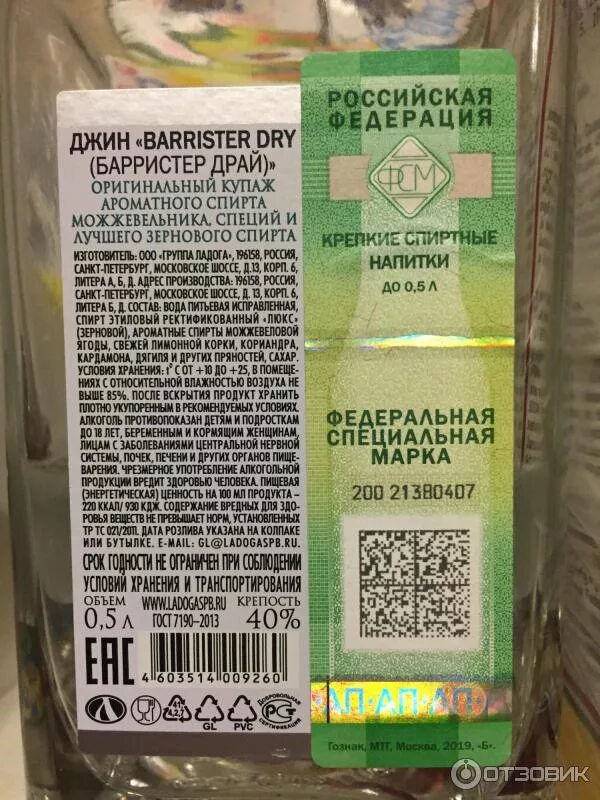 ДЖИН «BARRISTER DRY
(БАРРИСТЕР ДРАЙ)»
ОРИГИНАЛЬНЫЙ КУПАЖ
АРОМАТНОГО СПИРТА
МОЖЖЕВЕЛЬНИКА, СПЕЦИЙ И
ЛУЧШЕГО ЗЕРНОВОГО СПИРТА
ИЗГОТОВИТЕЛЬ: ООО «ГРУППА ЛАДОГА», 196158, РОССИЯ,
САНКТ-ПЕТЕРБУРГ, МОСКОВСКОЕ ШОССЕ, Д.13, КОРП. 6,
ЛИТЕРА А, Б, Д. АДРЕС ПРОИЗВОДСТВА: 196158, РОССИЯ,
САНКТ-ПЕТЕРБУРГ, МОСКОВСКОЕ ШОССЕ, Д. 13, КОРП. 6,
ЛИТЕРА Б, Д. СОСТАВ: ВОДА ПИТЬЕВАЯ ИСПРАВЛЕННАЯ,
СПИРТ ЭТИЛОВЫЙ РЕКТИФИКОВАННЫЙ «ЛЮКС»
(ЗЕРНОВОЙ), АРОМАТНЫЕ СПИРТЫ МОЖЖЕВЕЛОВОЙ
ЯГОДЫ, СВЕЖЕЙ ЛИМОННОЙ КОРКИ, КОРИАНДРА,
КАРДАМОНА, ДЯГИЛЯ И ДРУГИХ ПРЯНОСТЕЙ, САХАР.
УСЛОВИЯ ХРАНЕНИЯ: t° С ОТ +10 ДО +25, В ПОМЕЩЕ-
НИЯХ С ОТНОСИТЕЛЬНОЙ ВЛАЖНОСТЬЮ ВОЗДУХА НЕ
ВЫШЕ 85%. ПОСЛЕ ВСКРЫТИЯ ПРОДУКТ ХРАНИТЬ
ПЛОТНО УКУПОРЕННЫМ В РЕКОМЕНДУЕМЫХ УСЛОВИЯХ.
АЛКОГОЛЬ ПРОТИВОПОКАЗАН ДЕТЯМ И ПОДРОСТКАМ
ДО 18 ЛЕТ, БЕРЕМЕННЫМ И КОРМЯЩИМ ЖЕНЩИНАМ,
ЛИЦАМ С ЗАБОЛЕВАНИЯМИ ЦЕНТРАЛЬНОЙ НЕРВНОЙ
СИСТЕМЫ, ПОЧЕК, ПЕЧЕНИ И ДРУГИХ ОРГАНОВ ПИЩЕ-
ВАРЕНИЯ. ЧРЕЗМЕРНОЕ УПОТРЕБЛЕНИЕ АЛКОГОЛЬНОЙ
ПРОДУКЦИИ ВРЕДИТ ЗДОРОВЬЮ ЧЕЛОВЕКА. ПИЩЕВАЯ
(ЭНЕРГЕТИЧЕСКАЯ) ЦЕННОСТЬ НА 100 МЛ ПРОДУКТА –
220 ККАЛ/ 930 КДЖ. СОДЕРЖАНИЕ ВРЕДНЫХ ДЛЯ ЗДО-
РОВЬЯ ВЕЩЕСТВ НЕ ПРЕВЫШАЕТ НОРМ, УСТАНОВЛЕННЫХ
ТР ТС 021/2011. ДАТА РОЗЛИВА УКАЗАНА НА КОЛПАКЕ
ИЛИ БУТЫЛКЕ. E-MAIL: GL@LADOGASPB.RU.
СРОК ГОДНОСТИ НЕ ОГРАНИЧЕН ПРИ СОБЛЮДЕНИИ
УСЛОВИЙ ХРАНЕНИЯ И ТРАНСПОРТИРОВАНИЯ
ОБЪЕМ WWW.LADOGASPB.RU КРЕПОСТЬ
0,5 Л ГОСТ 7190–2013 40%
EAC
4 603514 009260
GL PVC
ДОБРОВОЛЬНАЯ
РСТ
СЕРТИФИКАЦИЯ
РОССИЙСКАЯ
ФЕДЕРАЦИЯ
ФСМ
КРЕПКИЕ СПИРТНЫЕ
НАПИТКИ
ДО 0,5 Л
ФЕДЕРАЛЬНАЯ
СПЕЦИАЛЬНАЯ
МАРКА
200 21380407
АП·АП·АП
Гознак, МТГ, Москва, 2019, «Б».
ОТЗОВИК